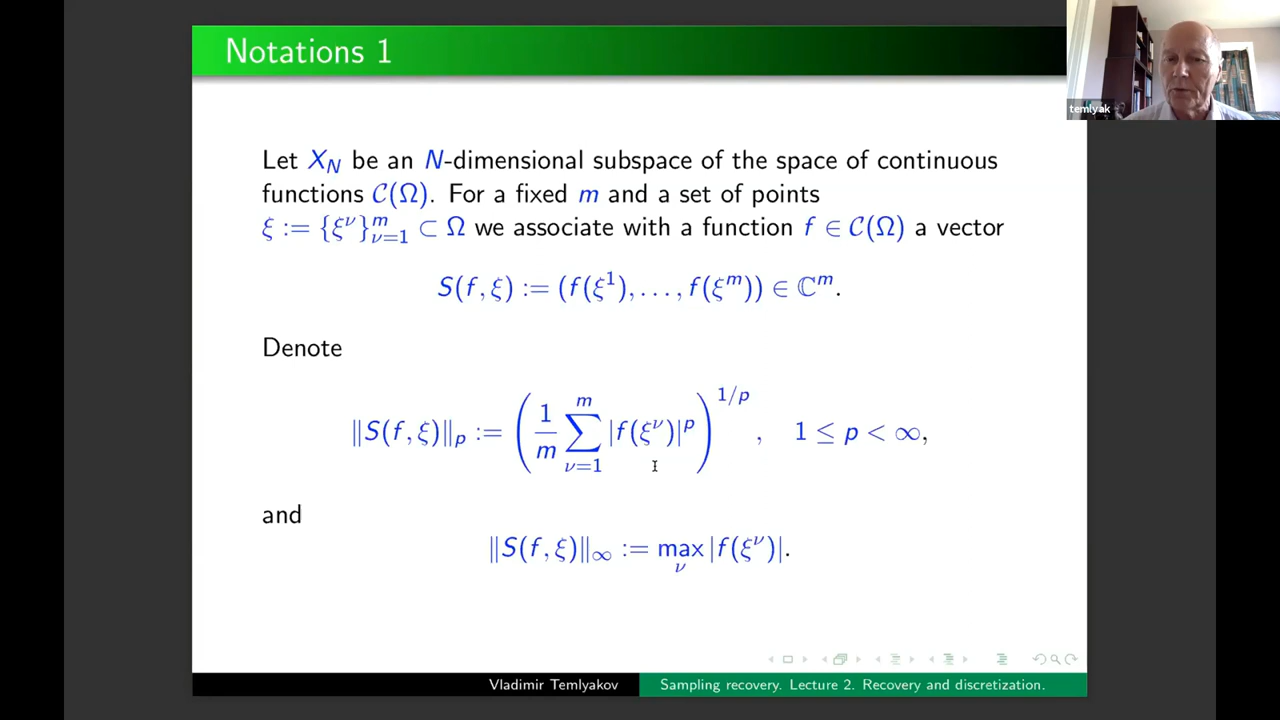 Notations 1
temlyak
Let X_N be an N-dimensional subspace of the space of continuous
functions 𝒞(Ω). For a fixed m and a set of points
ξ := {ξ^ν}_{ν=1}^m ⊂ Ω we associate with a function f ∈ 𝒞(Ω) a vector
S(f, ξ) := (f(ξ^1), . . . , f(ξ^m)) ∈ ℂ^m.
Denote
‖S(f, ξ)‖_p := ( 1/m ∑_{ν=1}^m |f(ξ^ν)|^p )^{1/p} , 1 ≤ p < ∞,
and
‖S(f, ξ)‖_∞ := max_ν |f(ξ^ν)|.
Vladimir Temlyakov
Sampling recovery. Lecture 2. Recovery and discretization.